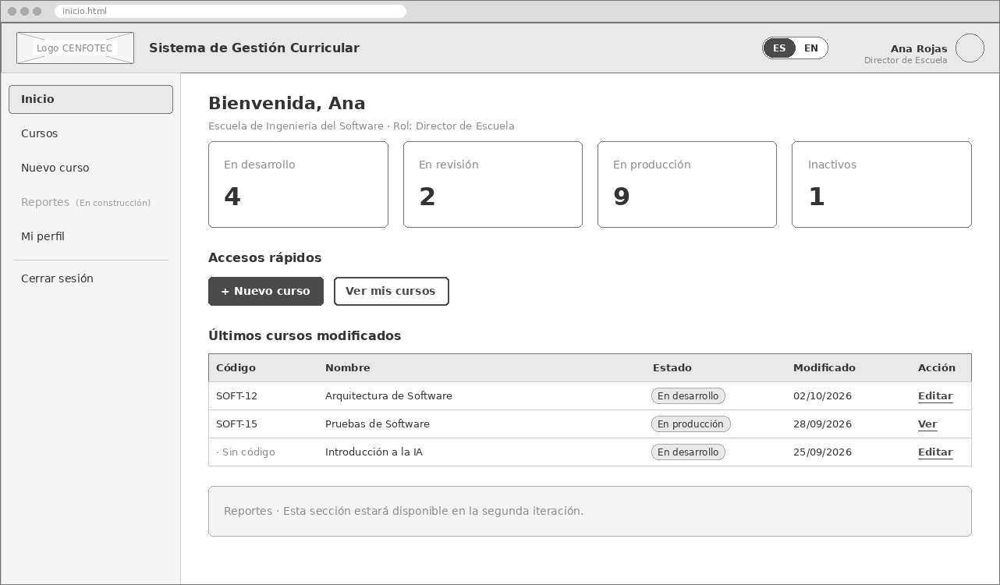 inicio.html
Logo CENFOTEC
Sistema de Gestión Curricular
ES EN
Ana Rojas
Director de Escuela
Inicio
Cursos
Nuevo curso
Reportes (En construcción)
Mi perfil
Cerrar sesión
Bienvenida, Ana
Escuela de Ingeniería del Software · Rol: Director de Escuela
En desarrollo
4
En revisión
2
En producción
9
Inactivos
1
Accesos rápidos
+ Nuevo curso
Ver mis cursos
Últimos cursos modificados
Código Nombre Estado Modificado Acción
SOFT-12 Arquitectura de Software En desarrollo 02/10/2026 Editar
SOFT-15 Pruebas de Software En producción 28/09/2026 Ver
· Sin código Introducción a la IA En desarrollo 25/09/2026 Editar
Reportes · Esta sección estará disponible en la segunda iteración.